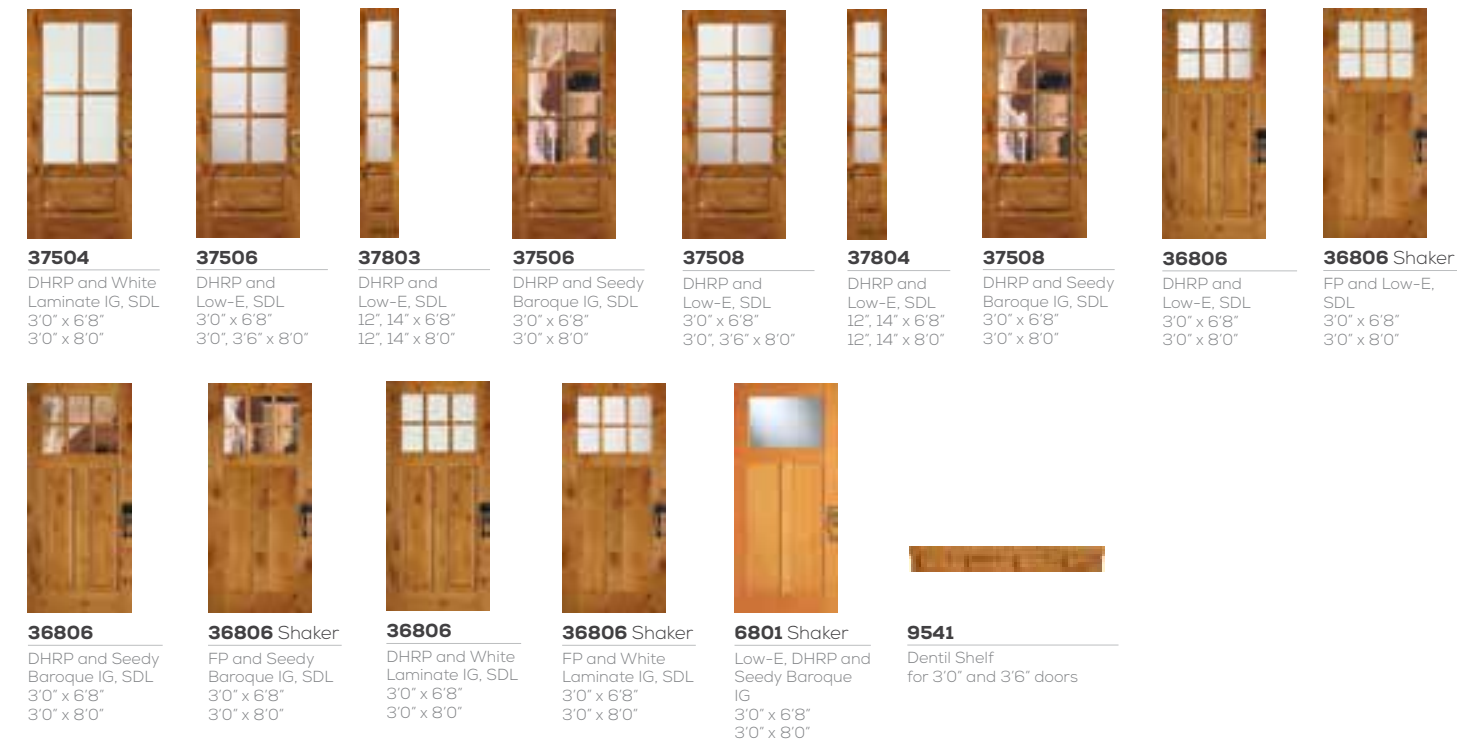 37504
DHRP and White
Laminate IG, SDL
3'0" x 6'8"
3'0" x 8'0"
37506
DHRP and
Low-E, SDL
3'0" x 6'8"
3'0", 3'6" x 8'0"
37803
DHRP and
Low-E, SDL
12", 14" x 6'8"
12", 14" x 8'0"
37506
DHRP and Seedy
Baroque IG, SDL
3'0" x 6'8"
3'0" x 8'0"
37508
DHRP and
Low-E, SDL
3'0" x 6'8"
3'0", 3'6" x 8'0"
37804
DHRP and
Low-E, SDL
12", 14" x 6'8"
12", 14" x 8'0"
37508
DHRP and Seedy
Baroque IG, SDL
3'0" x 6'8"
3'0" x 8'0"
36806
DHRP and
Low-E, SDL
3'0" x 6'8"
3'0" x 8'0"
36806 Shaker
FP and Low-E,
SDL
3'0" x 6'8"
3'0" x 8'0"
36806
DHRP and Seedy
Baroque IG, SDL
3'0" x 6'8"
3'0" x 8'0"
36806 Shaker
FP and Seedy
Baroque IG, SDL
3'0" x 6'8"
3'0" x 8'0"
36806
DHRP and White
Laminate IG, SDL
3'0" x 6'8"
3'0" x 8'0"
36806 Shaker
FP and White
Laminate IG, SDL
3'0" x 6'8"
3'0" x 8'0"
6801 Shaker
Low-E, DHRP and
Seedy Baroque
IG
3'0" x 6'8"
3'0" x 8'0"
9541
Dentil Shelf
for 3'0" and 3'6" doors